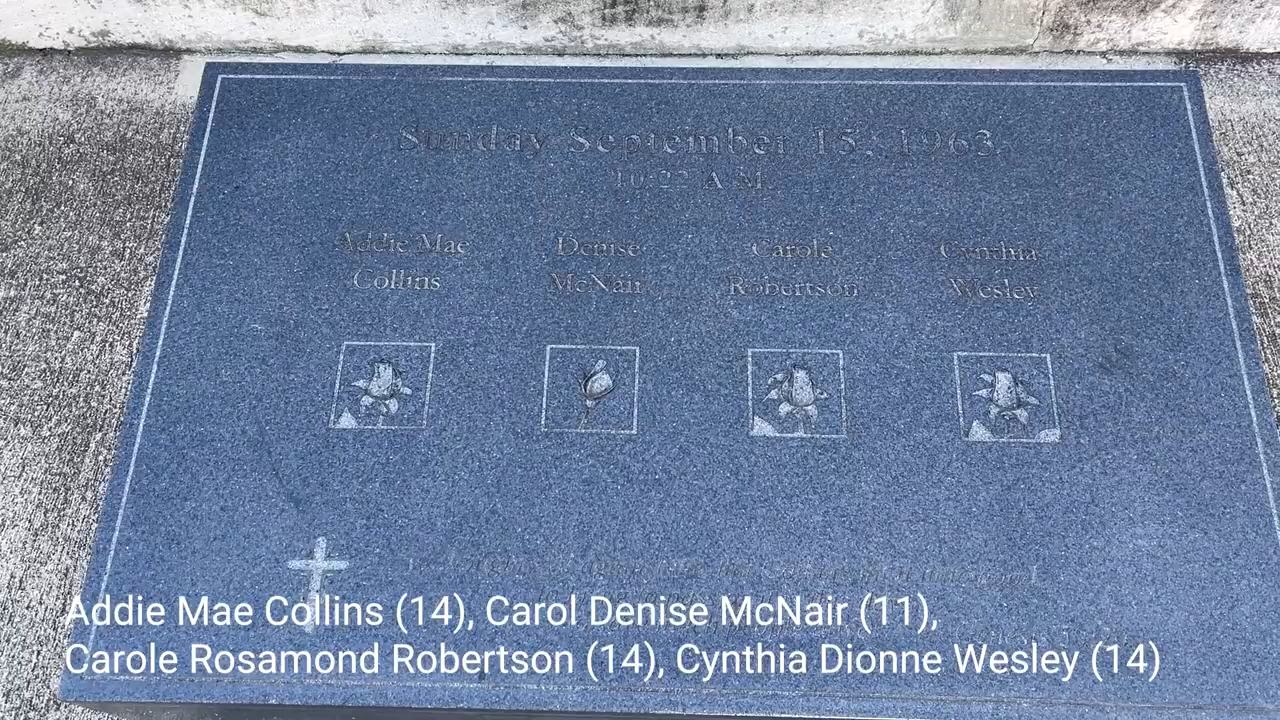 Sunday September 15, 1963
10:22 A.M.
Addie Mae Denise Carole Cynthia
Collins McNair Robertson Wesley
Addie Mae Collins (14), Carol Denise McNair (11),
Carole Rosamond Robertson (14), Cynthia Dionne Wesley (14)